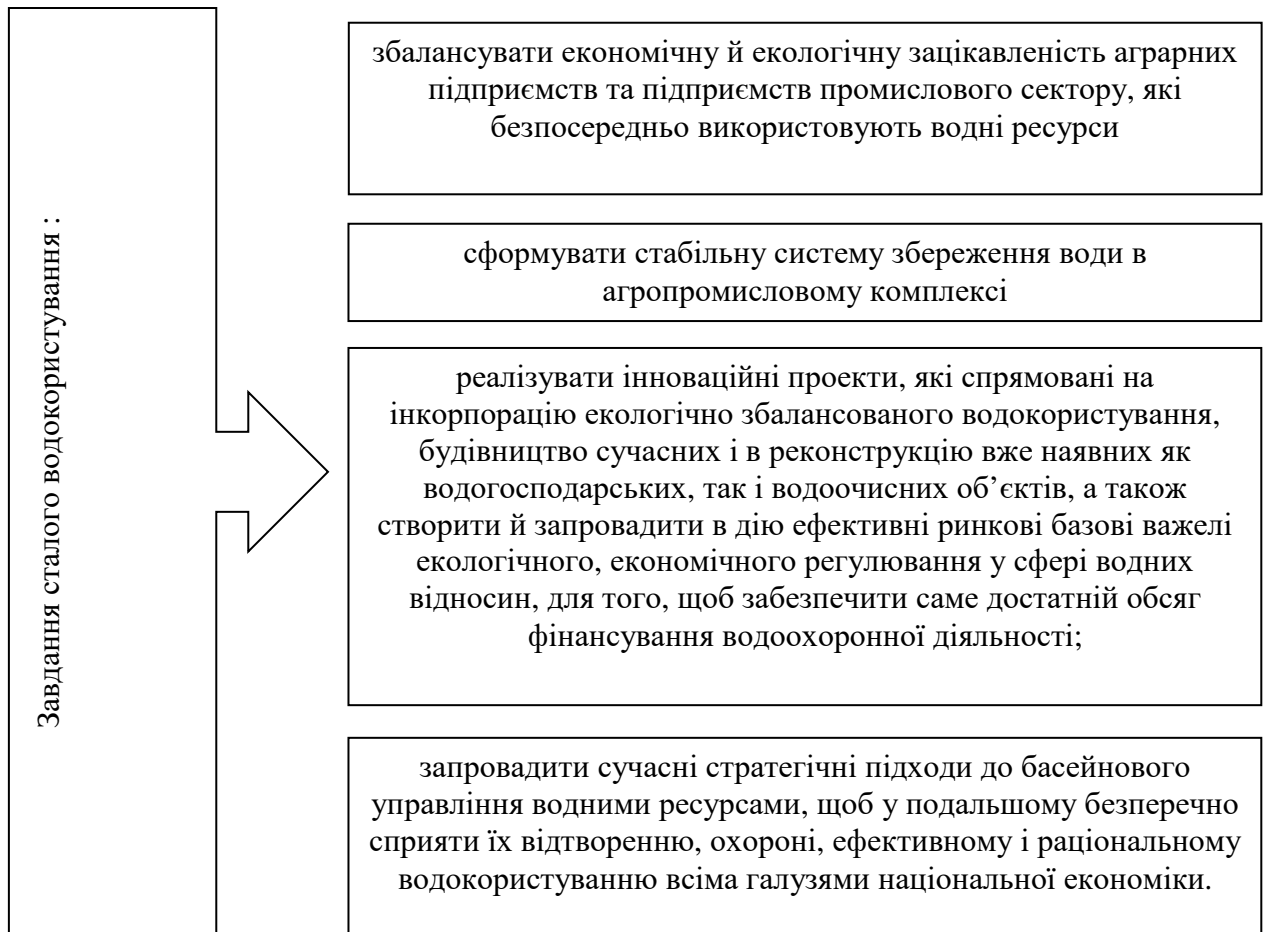 Завдання сталого водокористування :
збалансувати економічну й екологічну зацікавленість аграрних
підприємств та підприємств промислового сектору, які
безпосередньо використовують водні ресурси
сформувати стабільну систему збереження води в
агропромисловому комплексі
реалізувати інноваційні проекти, які спрямовані на
інкорпорацію екологічно збалансованого водокористування,
будівництво сучасних і в реконструкцію вже наявних як
водогосподарських, так і водоочисних об’єктів, а також
створити й запровадити в дію ефективні ринкові базові важелі
екологічного, економічного регулювання у сфері водних
відносин, для того, щоб забезпечити саме достатній обсяг
фінансування водоохоронної діяльності;
запровадити сучасні стратегічні підходи до басейнового
управління водними ресурсами, щоб у подальшому безперечно
сприяти їх відтворенню, охороні, ефективному і раціональному
водокористуванню всіма галузями національної економіки.